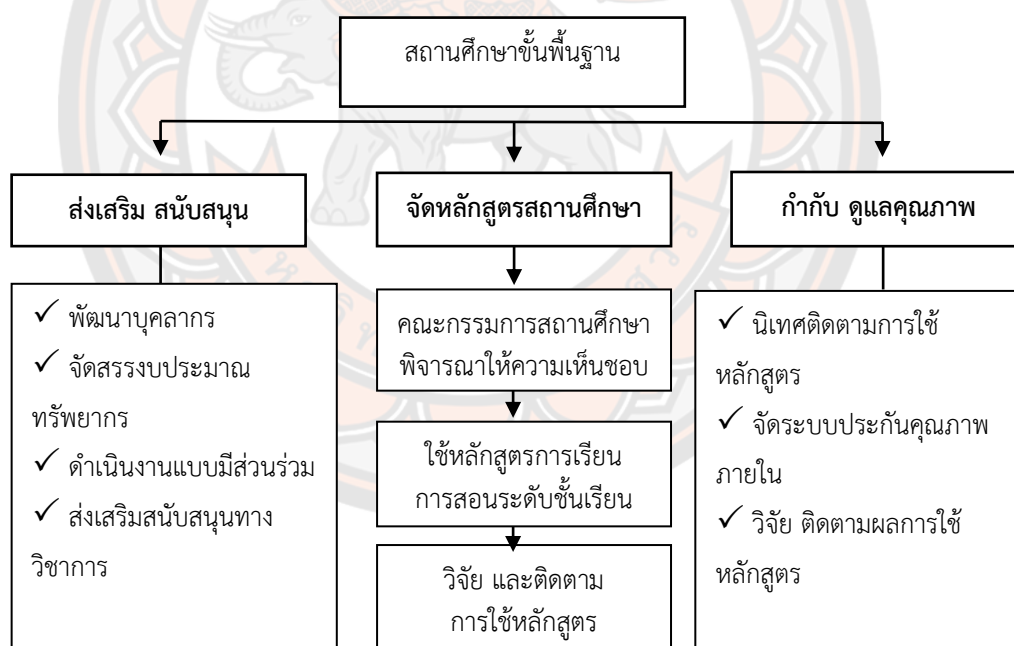 สถานศึกษาขั้นพื้นฐาน
ส่งเสริม สนับสนุน
✓ พัฒนาบุคลากร
✓ จัดสรรงบประมาณ
ทรัพยากร
✓ ดำเนินงานแบบมีส่วนร่วม
✓ ส่งเสริมสนับสนุนทาง
วิชาการ
จัดหลักสูตรสถานศึกษา
คณะกรรมการสถานศึกษา
พิจารณาให้ความเห็นชอบ
ใช้หลักสูตรการเรียน
การสอนระดับชั้นเรียน
วิจัย และติดตาม
การใช้หลักสูตร
กำกับ ดูแลคุณภาพ
✓ นิเทศติดตามการใช้
หลักสูตร
✓ จัดระบบประกันคุณภาพ
ภายใน
✓ วิจัย ติดตามผลการใช้
หลักสูตร